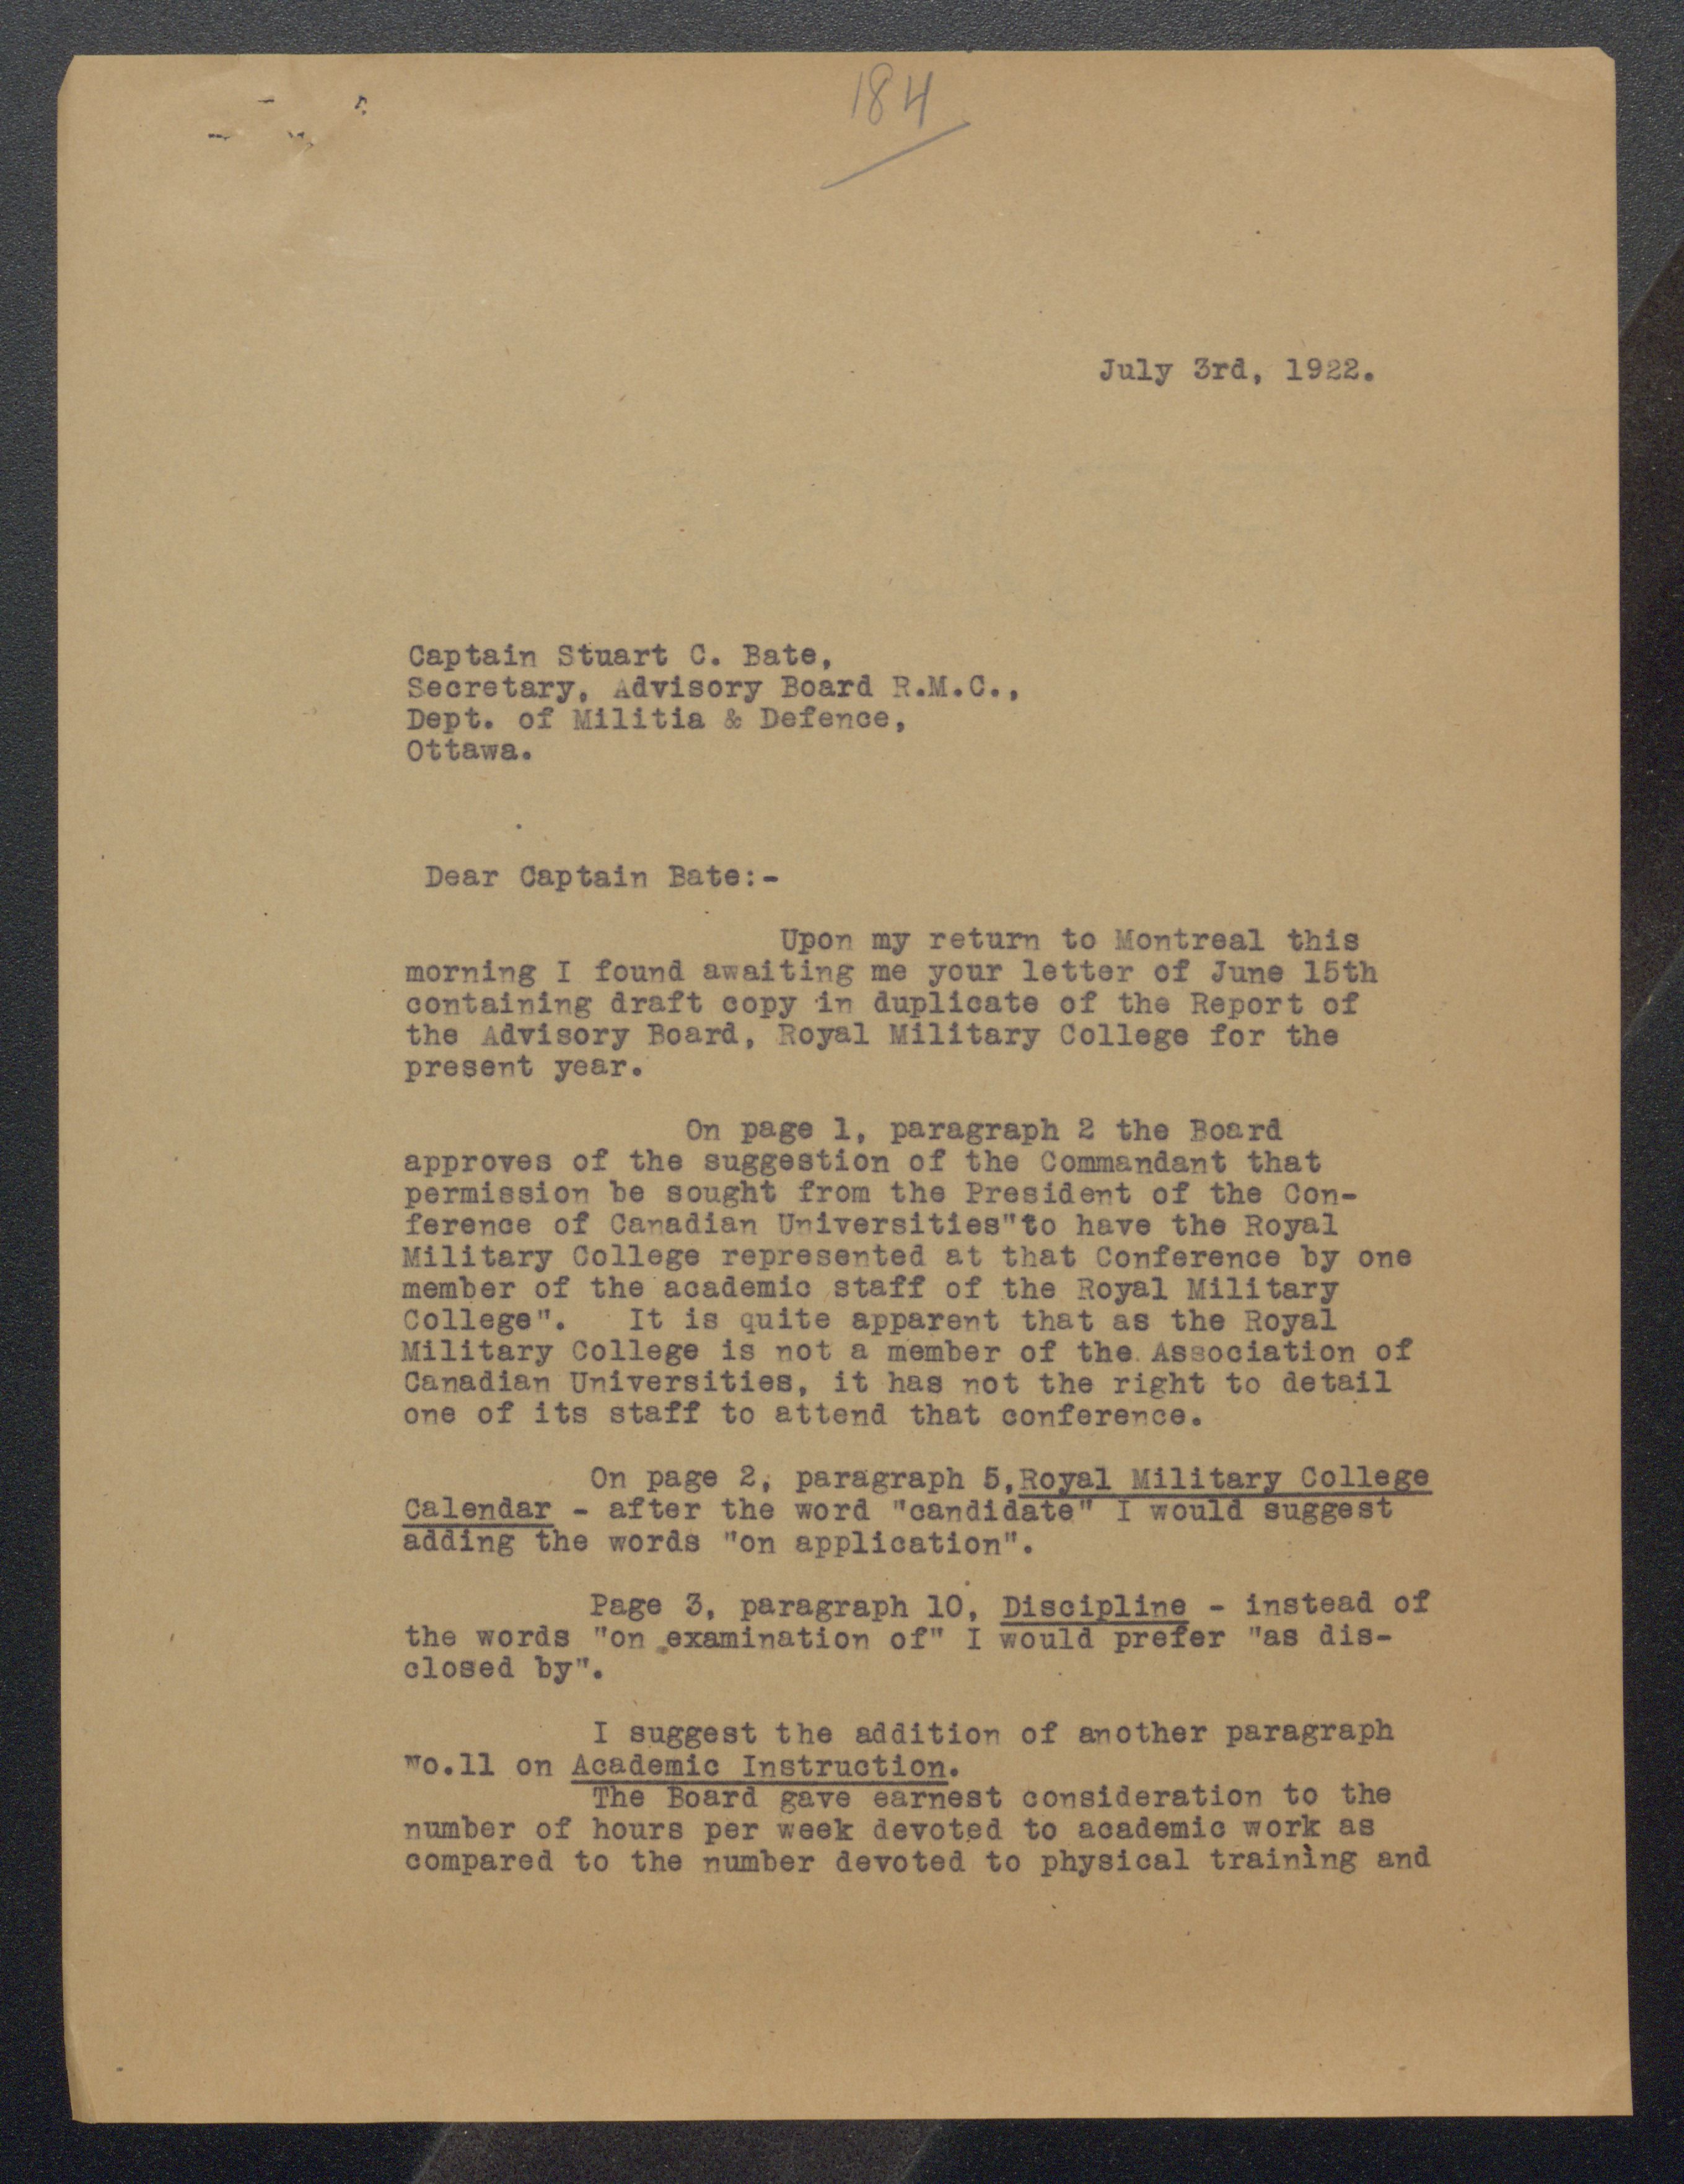 184
July 3rd, 1922.
Captain Stuart C. Bate,
Secretary, Advisory Board R.M.C.,
Dept. of Militia & Defence,
Ottawa.
Dear Captain Bate:-
Upon my return to Montreal this
morning I found awaiting me your letter of June 15th
containing draft copy in duplicate of the Report of
the Advisory Board, Royal Military College for the
present year.
On page 1, paragraph 2 the Board
approves of the suggestion of the Commandant that
permission be sought from the President of the Con-
ference of Canadian Universities"to have the Royal
Military College represented at that Conference by one
member of the academic staff of the Royal Military
College". It is quite apparent that as the Royal
Military College is not a member of the Association of
Canadian Universities, it has not the right to detail
one of its staff to attend that conference.
On page 2, paragraph 5,Royal Military College
Calendar - after the word "candidate" I would suggest
adding the words "on application".
Page 3, paragraph 10, Discipline - instead of
the words "on examination of" I would prefer "as dis-
closed by".
I suggest the addition of another paragraph
No.11 on Academic Instruction.
The Board gave earnest consideration to the
number of hours per week devoted to academic work as
compared to the number devoted to physical training and